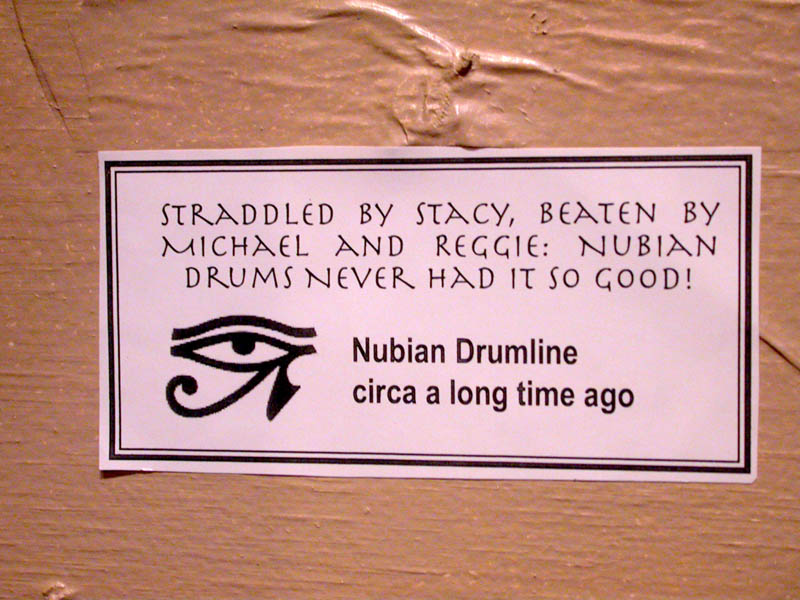 STRADDLED BY STACY, BEATEN BY
MICHAEL AND REGGIE: NUBIAN
DRUMS NEVER HAD IT SO GOOD!
Nubian Drumline
circa a long time ago